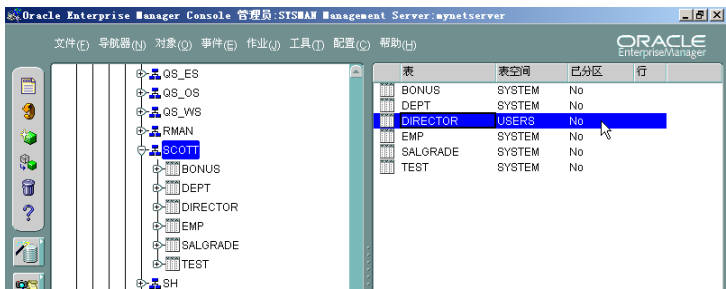 Oracle Enterprise Manager Console 管理员:SYSMAN Management Server:mynetserver
文件(F) 导航器(N) 对象(O) 事件(E) 作业(J) 工具(T) 配置(C) 帮助(H)
ORACLE
EnterpriseManager
QS_ES
QS_OS
QS_WS
RMAN
SCOTT
BONUS
DEPT
DIRECTOR
EMP
SALGRADE
TEST
SH
表 表空间 已分区 行
BONUS SYSTEM No
DEPT SYSTEM No
DIRECTOR USERS No
EMP SYSTEM No
SALGRADE SYSTEM No
TEST SYSTEM No